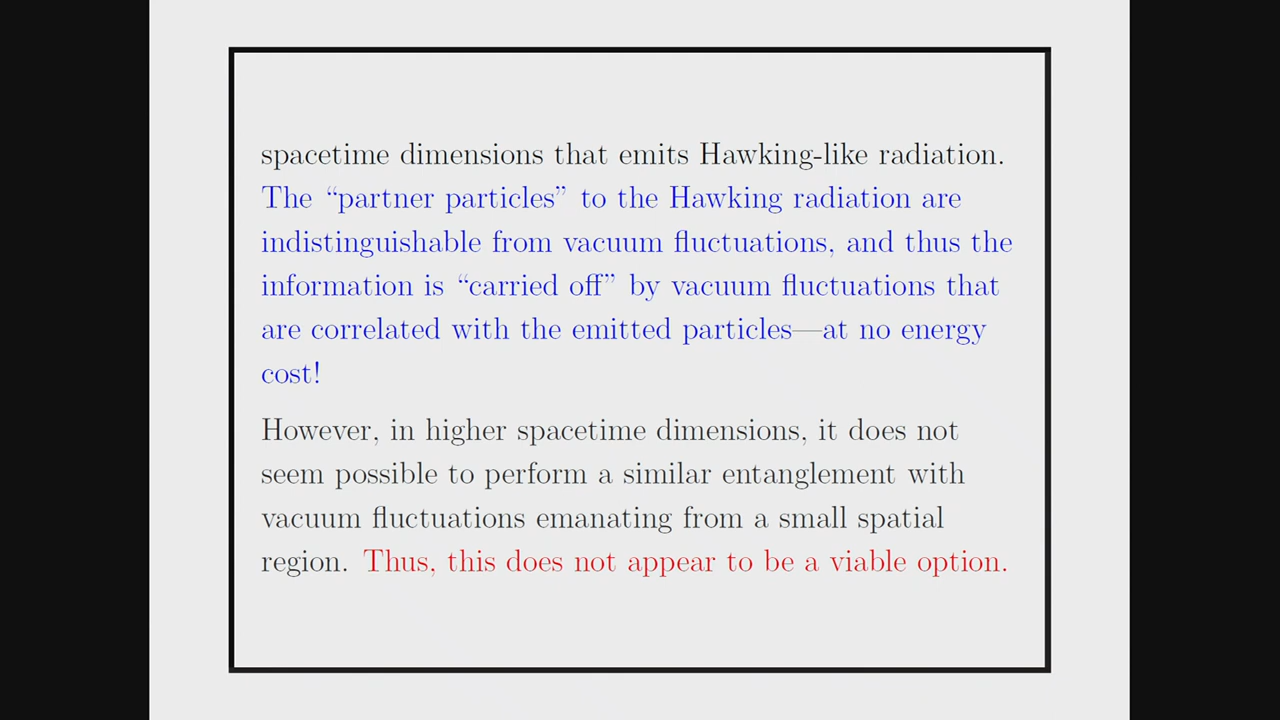 spacetime dimensions that emits Hawking-like radiation.
The “partner particles” to the Hawking radiation are
indistinguishable from vacuum fluctuations, and thus the
information is “carried off” by vacuum fluctuations that
are correlated with the emitted particles—at no energy
cost!
However, in higher spacetime dimensions, it does not
seem possible to perform a similar entanglement with
vacuum fluctuations emanating from a small spatial
region. Thus, this does not appear to be a viable option.